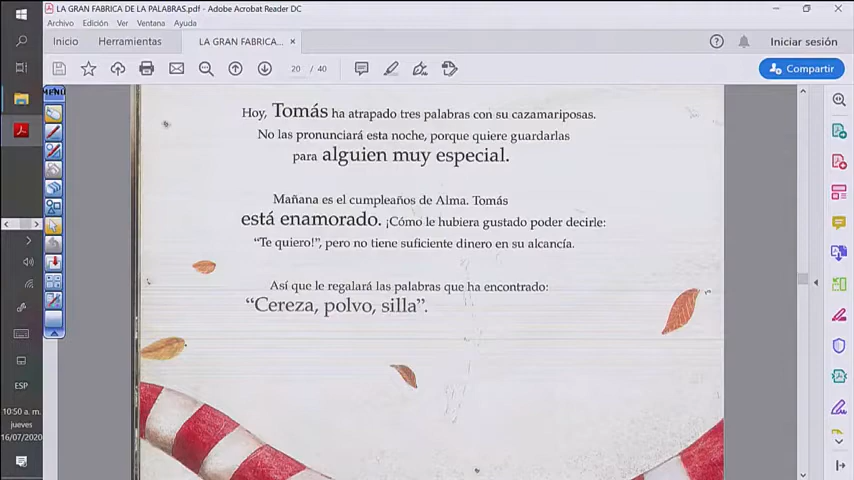 LA GRAN FABRICA DE LA PALABRAS.pdf - Adobe Acrobat Reader DC
Archivo Edición Ver Ventana Ayuda
Inicio Herramientas LA GRAN FABRICA... × Iniciar sesión
20 / 40 Compartir
MENÚ
Hoy, Tomás ha atrapado tres palabras con su cazamariposas.
No las pronunciará esta noche, porque quiere guardarlas
para alguien muy especial.
Mañana es el cumpleaños de Alma. Tomás
está enamorado. ¡Cómo le hubiera gustado poder decirle:
“Te quiero!”, pero no tiene suficiente dinero en su alcancía.
Así que le regalará las palabras que ha encontrado:
“Cereza, polvo, silla”.
ESP
10:50 a. m.
jueves
16/07/2020